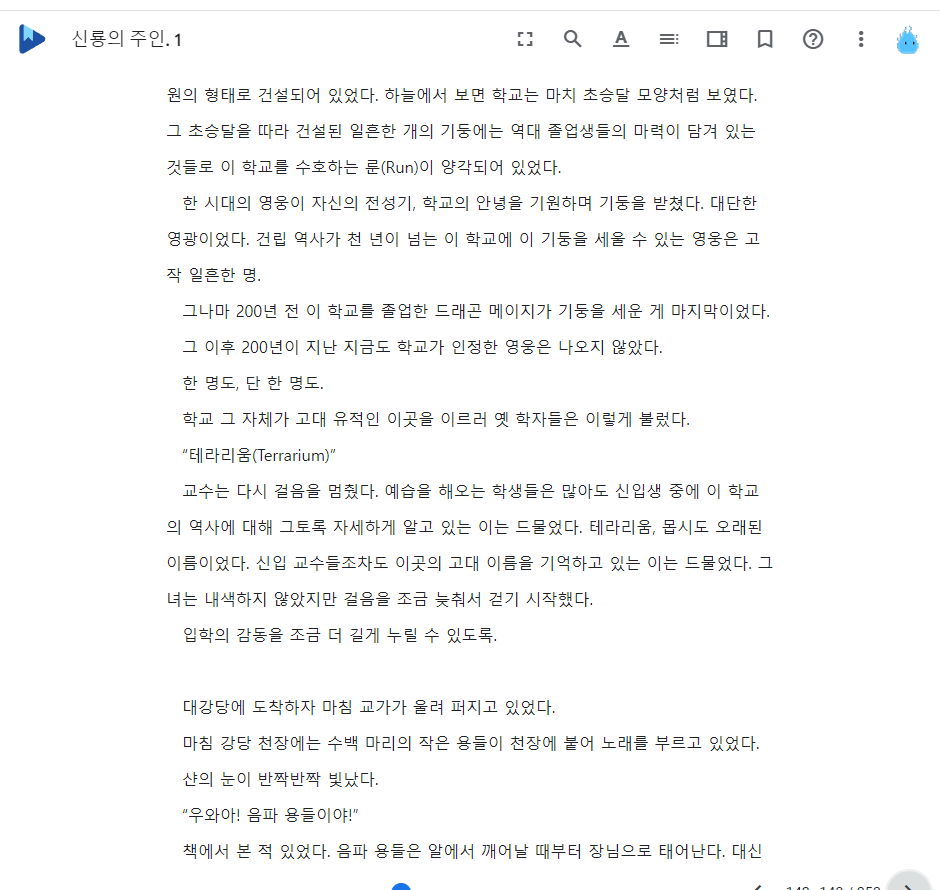 신룡의 주인. 1
원의 형태로 건설되어 있었다. 하늘에서 보면 학교는 마치 초승달 모양처럼 보였다.
그 초승달을 따라 건설된 일흔한 개의 기둥에는 역대 졸업생들의 마력이 담겨 있는
것들로 이 학교를 수호하는 룬(Run)이 양각되어 있었다.
한 시대의 영웅이 자신의 전성기, 학교의 안녕을 기원하며 기둥을 받쳤다. 대단한
영광이었다. 건립 역사가 천 년이 넘는 이 학교에 이 기둥을 세울 수 있는 영웅은 고
작 일흔한 명.
그나마 200년 전 이 학교를 졸업한 드래곤 메이지가 기둥을 세운 게 마지막이었다.
그 이후 200년이 지난 지금도 학교가 인정한 영웅은 나오지 않았다.
한 명도, 단 한 명도.
학교 그 자체가 고대 유적인 이곳을 이르러 옛 학자들은 이렇게 불렀다.
“테라리움(Terrarium)”
교수는 다시 걸음을 멈췄다. 예습을 해오는 학생들은 많아도 신입생 중에 이 학교
의 역사에 대해 그토록 자세하게 알고 있는 이는 드물었다. 테라리움, 몹시도 오래된
이름이었다. 신입 교수들조차도 이곳의 고대 이름을 기억하고 있는 이는 드물었다. 그
녀는 내색하지 않았지만 걸음을 조금 늦춰서 걷기 시작했다.
입학의 감동을 조금 더 길게 누릴 수 있도록.
대강당에 도착하자 마침 교가가 울려 퍼지고 있었다.
마침 강당 천장에는 수백 마리의 작은 용들이 천장에 붙어 노래를 부르고 있었다.
샨의 눈이 반짝반짝 빛났다.
“우와아! 음파 용들이야!”
책에서 본 적 있었다. 음파 용들은 알에서 깨어날 때부터 장님으로 태어난다. 대신